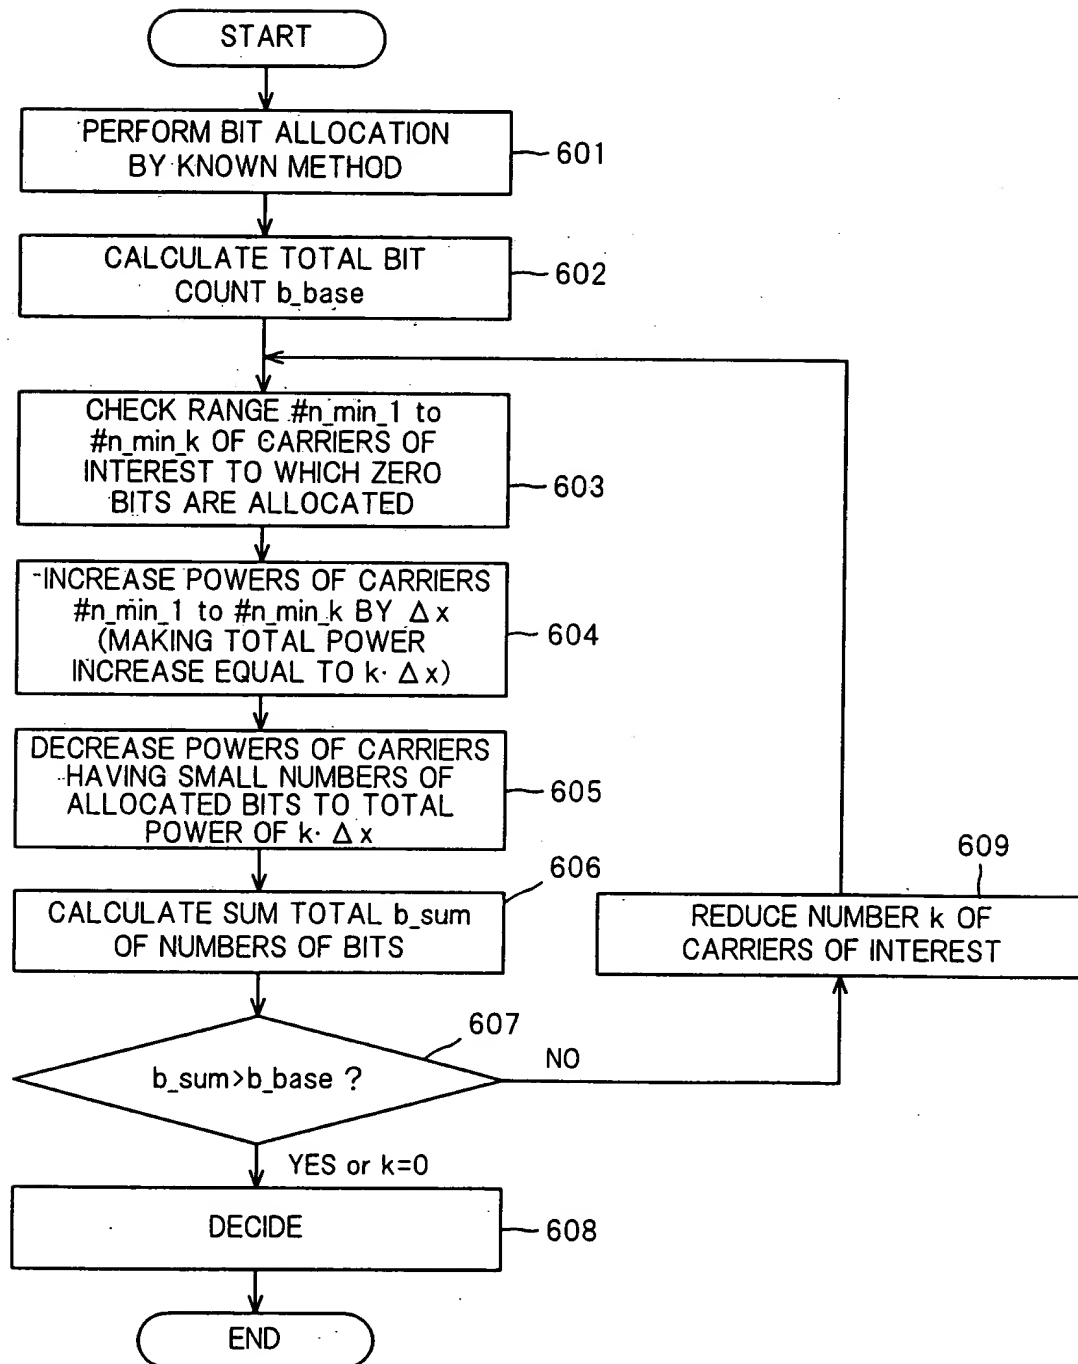 START
PERFORM BIT ALLOCATION
BY KNOWN METHOD
601
CALCULATE TOTAL BIT
COUNT b_base
602
CHECK RANGE #n_min_1 to
#n_min_k OF CARRIERS OF
INTEREST TO WHICH ZERO
BITS ARE ALLOCATED
603
INCREASE POWERS OF CARRIERS
#n_min_1 to #n_min_k BY Δx
(MAKING TOTAL POWER
INCREASE EQUAL TO k· Δx)
604
DECREASE POWERS OF CARRIERS
HAVING SMALL NUMBERS OF
ALLOCATED BITS TO TOTAL
POWER OF k· Δx
605
CALCULATE SUM TOTAL b_sum
OF NUMBERS OF BITS
606
b_sum>b_base ?
607
NO
REDUCE NUMBER k OF
CARRIERS OF INTEREST
609
YES or k=0
DECIDE
608
END